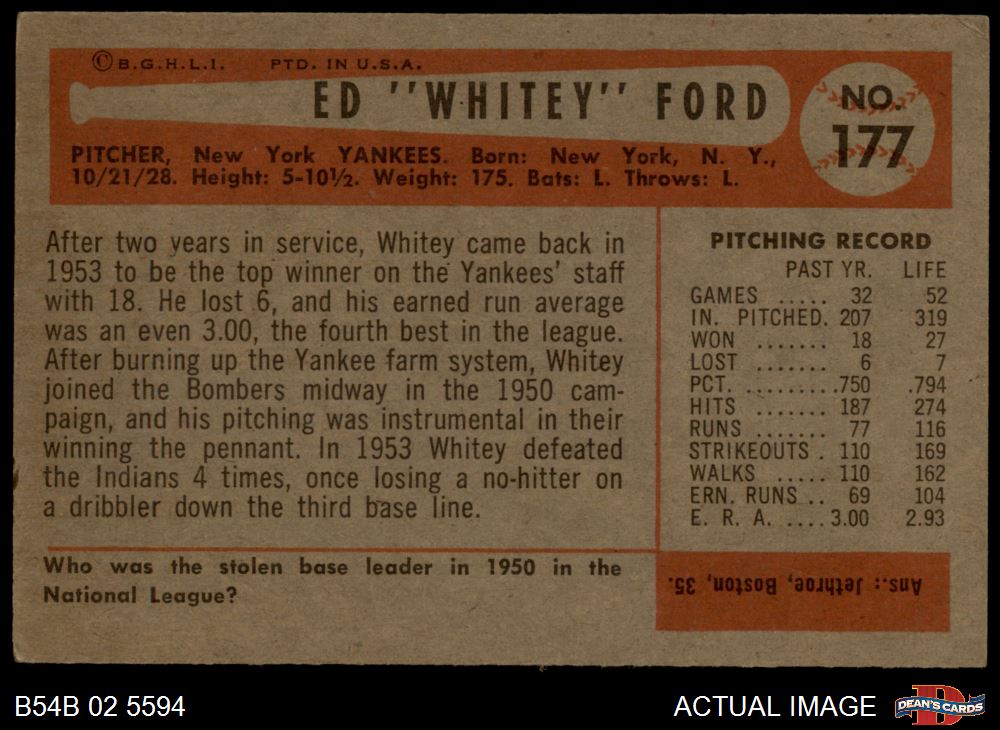 © B.G.H.L.I. PTD. IN U.S.A.
ED "WHITEY" FORD
NO. 177
PITCHER, New York YANKEES. Born: New York, N. Y.,
10/21/28. Height: 5-10½. Weight: 175. Bats: L. Throws: L.
After two years in service, Whitey came back in
1953 to be the top winner on the Yankees' staff
with 18. He lost 6, and his earned run average
was an even 3.00, the fourth best in the league.
After burning up the Yankee farm system, Whitey
joined the Bombers midway in the 1950 cam-
paign, and his pitching was instrumental in their
winning the pennant. In 1953 Whitey defeated
the Indians 4 times, once losing a no-hitter on
a dribbler down the third base line.
PITCHING RECORD
PAST YR. LIFE
GAMES ..... 32 52
IN. PITCHED. 207 319
WON ....... 18 27
LOST ....... 6 7
PCT. ..........750 .794
HITS ....... 187 274
RUNS ....... 77 116
STRIKEOUTS . 110 169
WALKS ..... 110 162
ERN. RUNS .. 69 104
E. R. A. ....3.00 2.93
Who was the stolen base leader in 1950 in the
National League?
Ans.: Jethroe, Boston, 35.
B54B 02 5594
ACTUAL IMAGE
DEAN'S CARDS